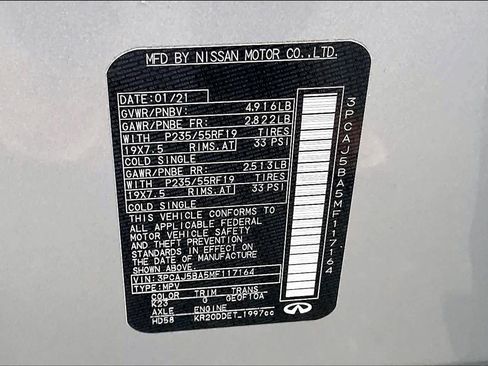 MFD BY NISSAN MOTOR CO.,LTD.
DATE:01/21
GVWR/PNBV: 4,916LB
GAWR/PNBE FR: 2,822LB
WITH P235/55RF19 TIRES
19X7.5 RIMS,AT 33 PSI
COLD SINGLE
GAWR/PNBE RR: 2,513LB
WITH P235/55RF19 TIRES
19X7.5 RIMS,AT 33 PSI
COLD SINGLE
THIS VEHICLE CONFORMS TO
ALL APPLICABLE FEDERAL
MOTOR VEHICLE SAFETY
AND THEFT PREVENTION
STANDARDS IN EFFECT ON
THE DATE OF MANUFACTURE
SHOWN ABOVE.
VIN: 3PCAJ5BA5MF117164
TYPE:MPV
COLOR TRIM TRANS
K23 G GE0F10A
AXLE ENGINE
HD58 KR20DDET 1997cc
3PCAJ5BA5MF117164
INFINITI